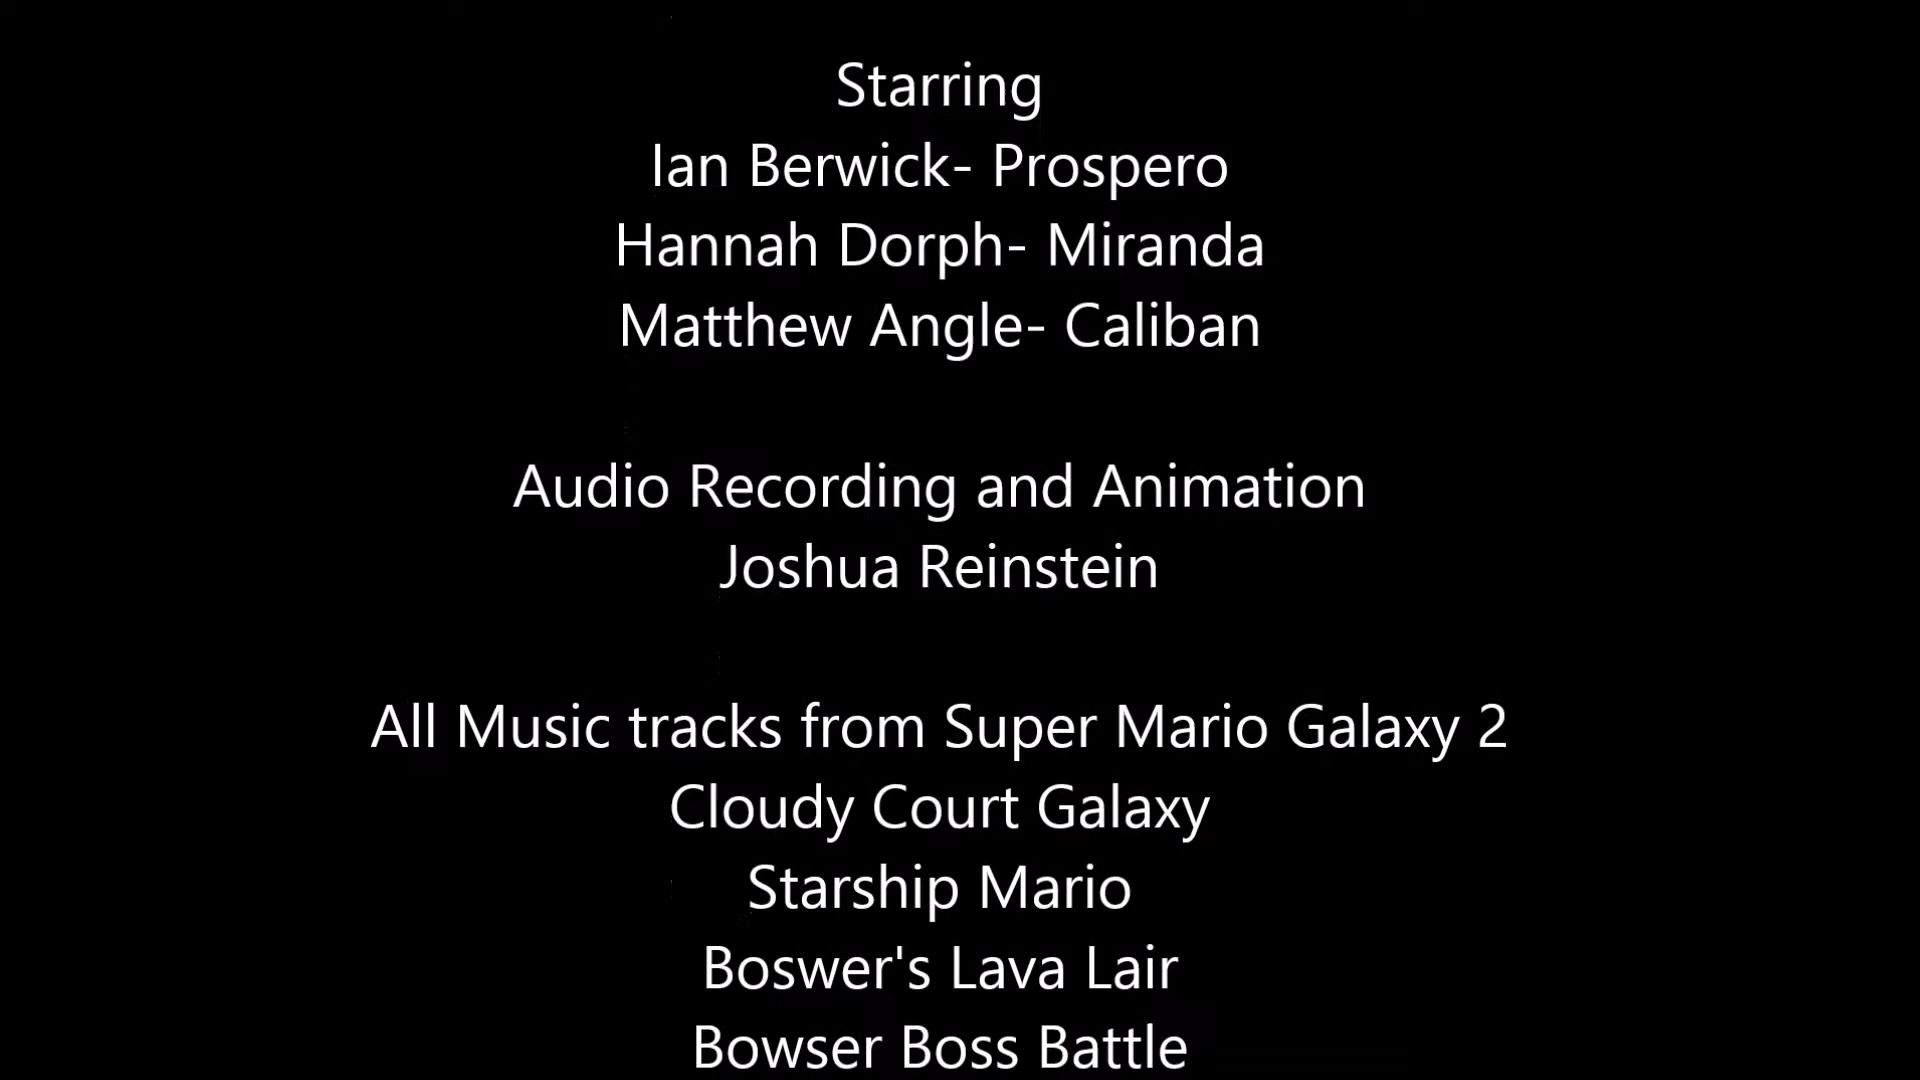 Starring
Ian Berwick- Prospero
Hannah Dorph- Miranda
Matthew Angle- Caliban
Audio Recording and Animation
Joshua Reinstein
All Music tracks from Super Mario Galaxy 2
Cloudy Court Galaxy
Starship Mario
Boswer's Lava Lair
Bowser Boss Battle